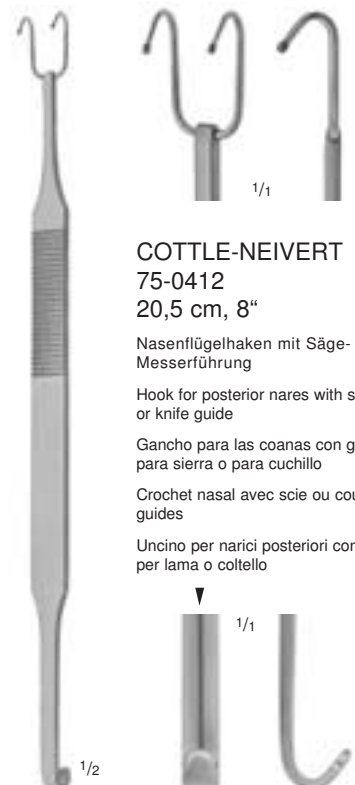 1/1
COTTLE-NEIVERT
75-0412
20,5 cm, 8“
Nasenflügelhaken mit Säge-
Messerführung
Hook for posterior nares with s
or knife guide
Gancho para las coanas con g
para sierra o para cuchillo
Crochet nasal avec scie ou cou
guides
Uncino per narici posteriori con
per lama o coltello
1/1
1/2